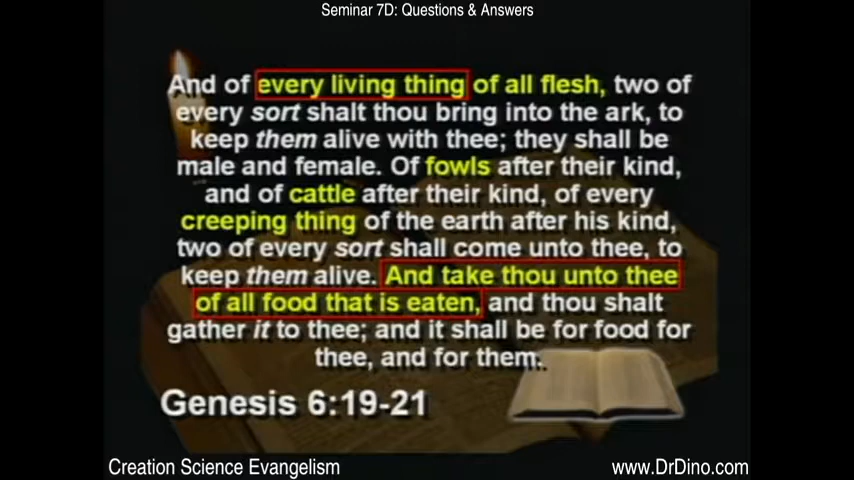 Seminar 7D: Questions & Answers
And of every living thing of all flesh, two of
every sort shalt thou bring into the ark, to
keep them alive with thee; they shall be
male and female. Of fowls after their kind,
and of cattle after their kind, of every
creeping thing of the earth after his kind,
two of every sort shall come unto thee, to
keep them alive. And take thou unto thee
of all food that is eaten, and thou shalt
gather it to thee; and it shall be for food for
thee, and for them.
Genesis 6:19-21
Creation Science Evangelism
www.DrDino.com